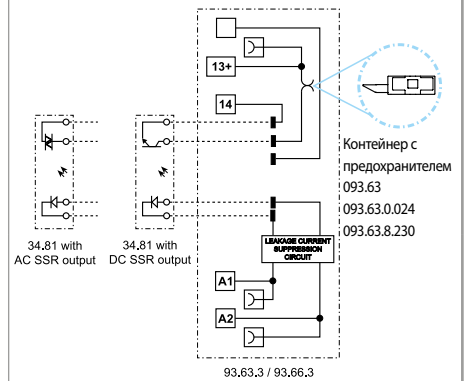 13+
14
Контейнер с
предохранителем
093.63
093.63.0.024
093.63.8.230
34.81 with
AC SSR output
34.81 with
DC SSR output
LEAKAGE CURRENT
SUPPRESSION
CIRCUIT
A1
A2
93.63.3 / 93.66.3